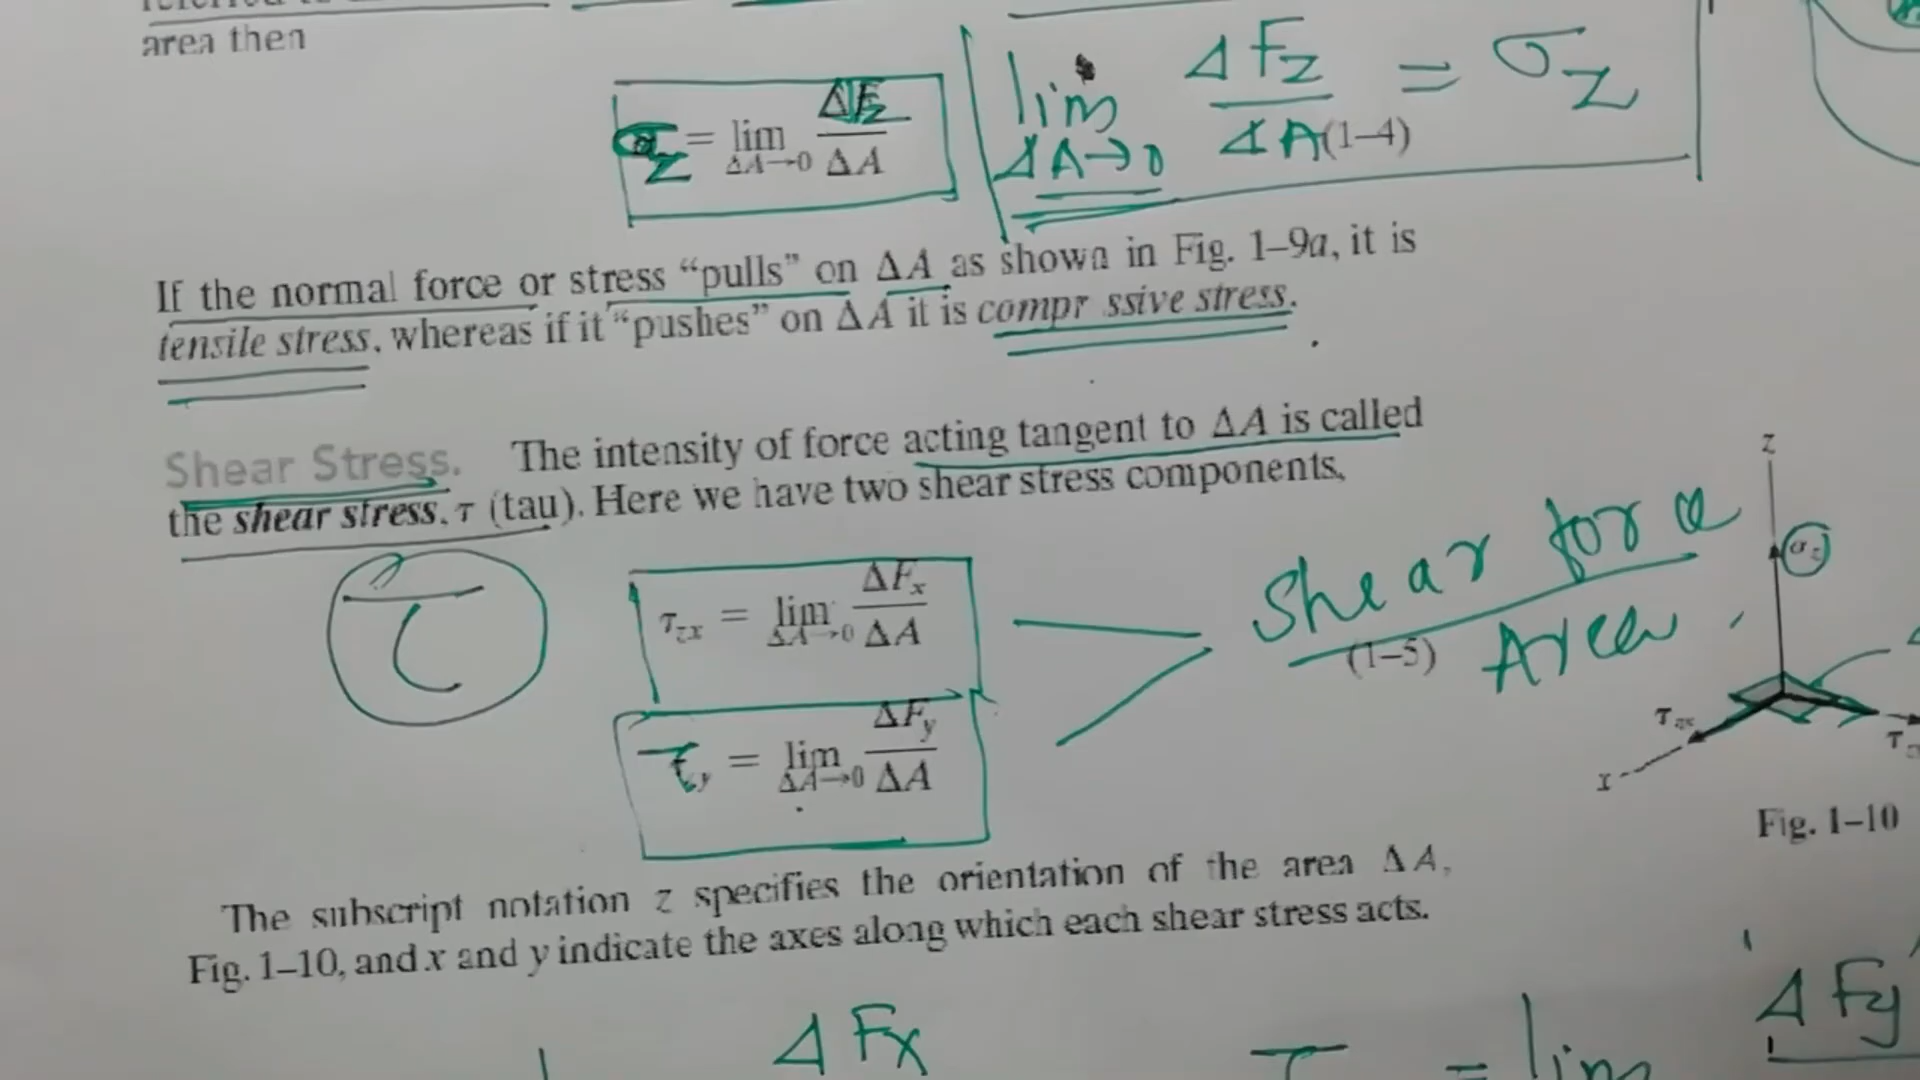 area then
σz = lim ΔA→0 ΔFz / ΔA
lim ΔA→0 ΔFz / ΔA = σz
(1–4)
If the normal force or stress “pulls” on ΔA as shown in Fig. 1–9a, it is
tensile stress, whereas if it “pushes” on ΔA it is compr ssive stress.
Shear Stress. The intensity of force acting tangent to ΔA is called
the shear stress, τ (tau). Here we have two shear stress components,
τ
τzx = lim ΔA→0 ΔFx / ΔA
Shear force
(1–5)
Area
τ y = lim ΔA→0 ΔFy / ΔA
z
σz
τzx
τ
x
Fig. 1–10
The subscript notation z specifies the orientation of the area ΔA,
Fig. 1–10, and x and y indicate the axes along which each shear stress acts.
ΔFx
τ = lim ΔFy